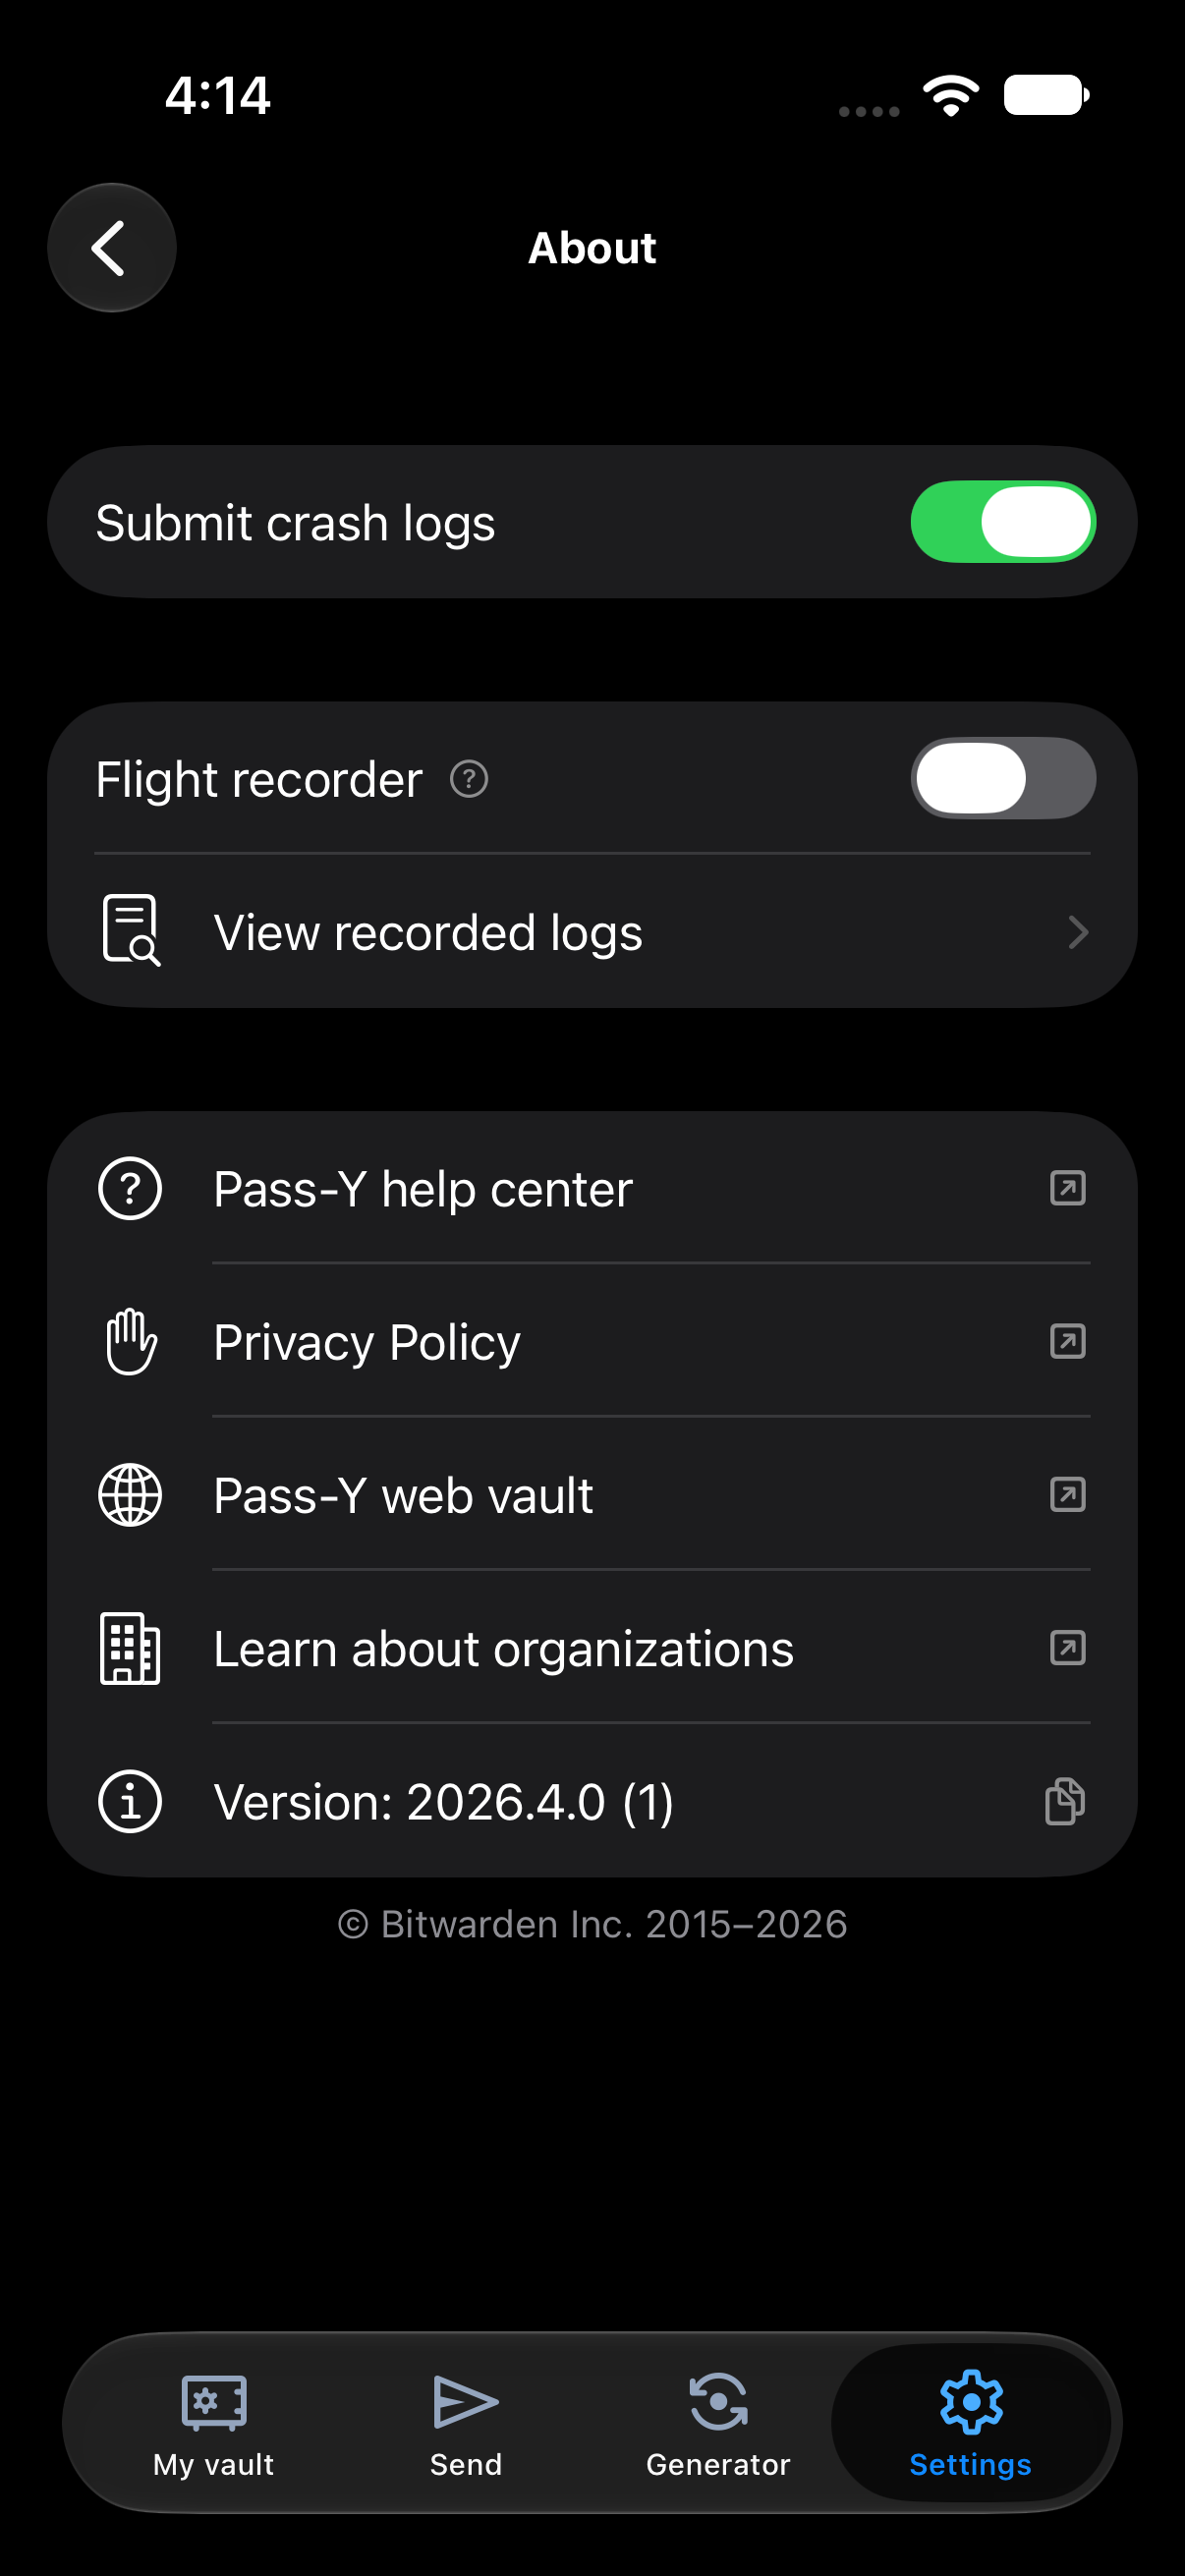 4:14
About
Submit crash logs
Flight recorder
View recorded logs
Pass-Y help center
Privacy Policy
Pass-Y web vault
Learn about organizations
Version: 2026.4.0 (1)
© Bitwarden Inc. 2015–2026
My vault
Send
Generator
Settings